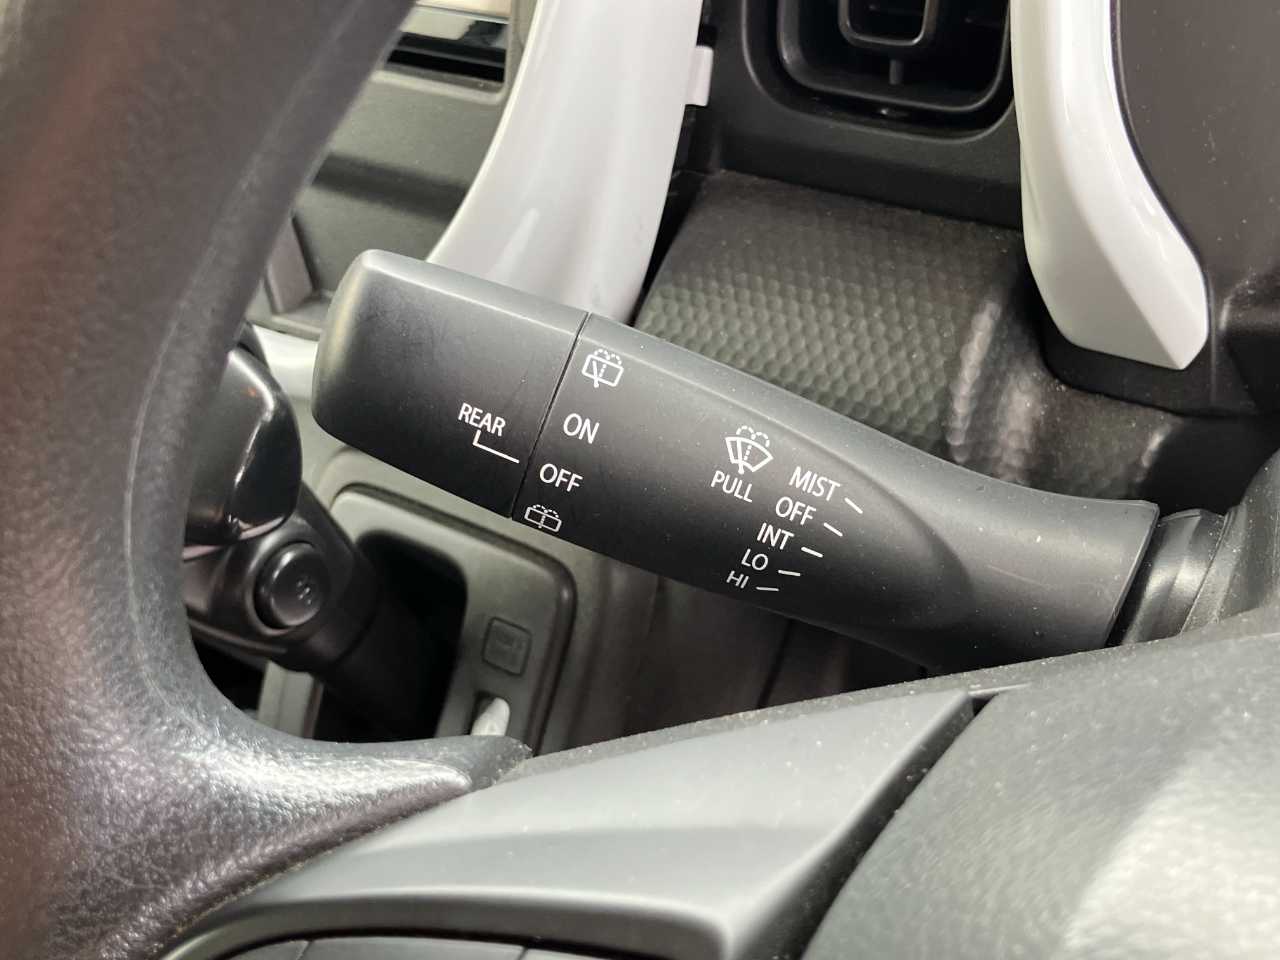 REAR
ON
OFF
PULL
MIST
OFF
INT
LO
HI